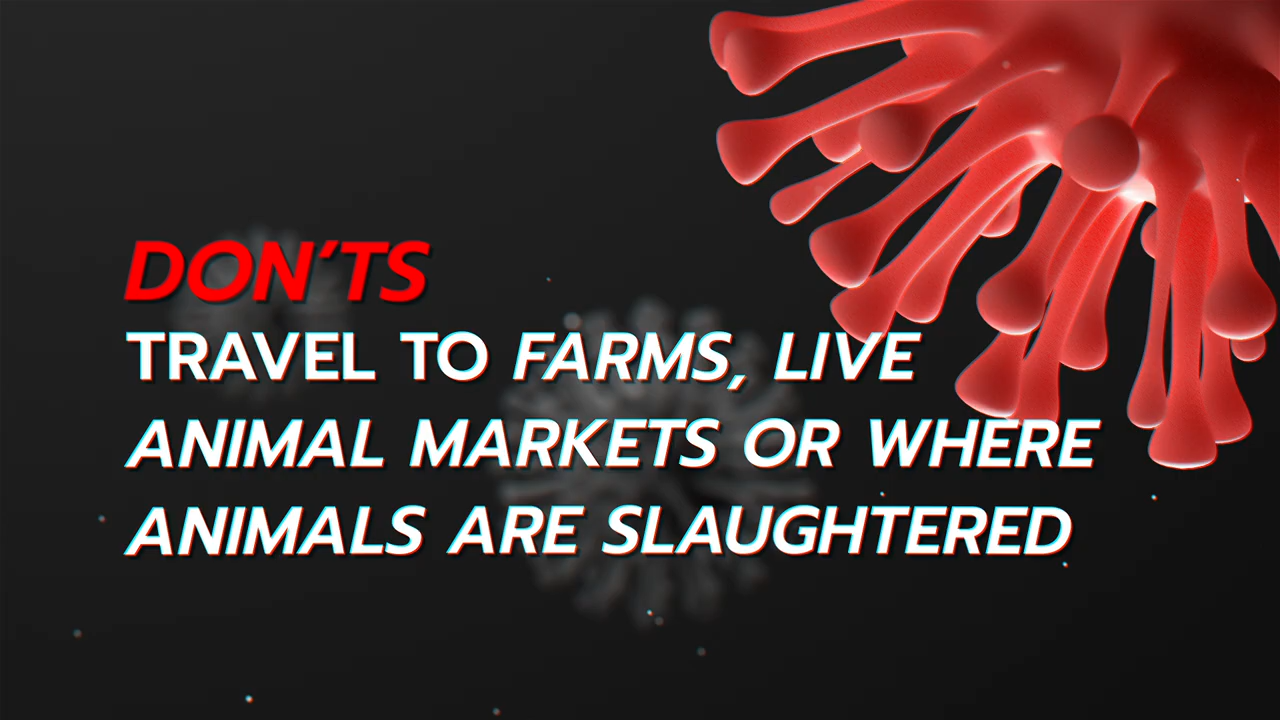 DON'TS
TRAVEL TO FARMS, LIVE
ANIMAL MARKETS OR WHERE
ANIMALS ARE SLAUGHTERED